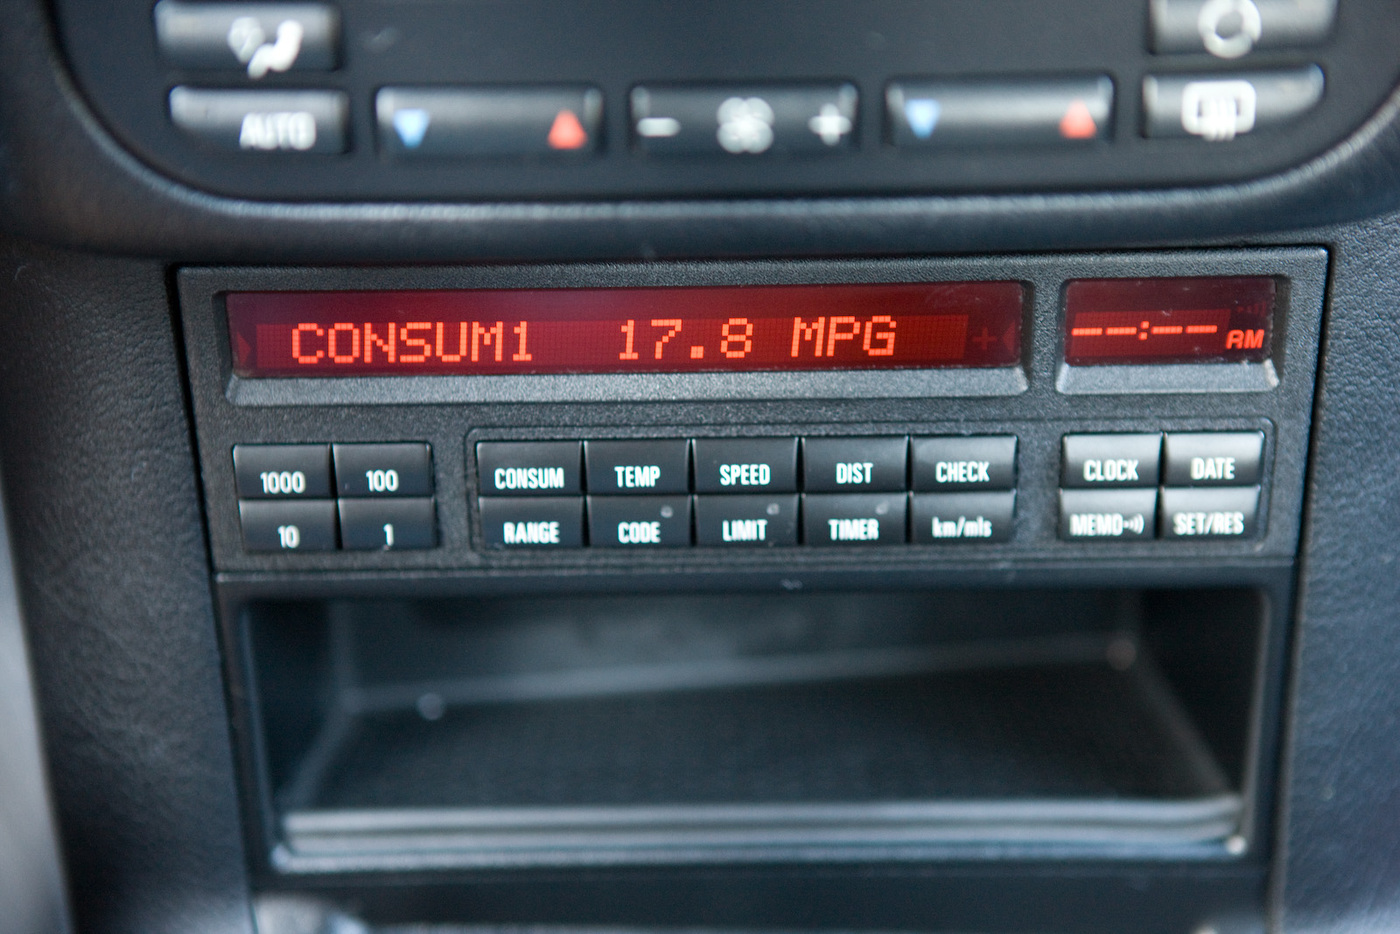 AUTO
CONSUM1 17.8 MPG
--:-- AM
1000 100 CONSUM TEMP SPEED DIST CHECK CLOCK DATE
10 1 RANGE CODE LIMIT TIMER km/mls MEMO SET/RES